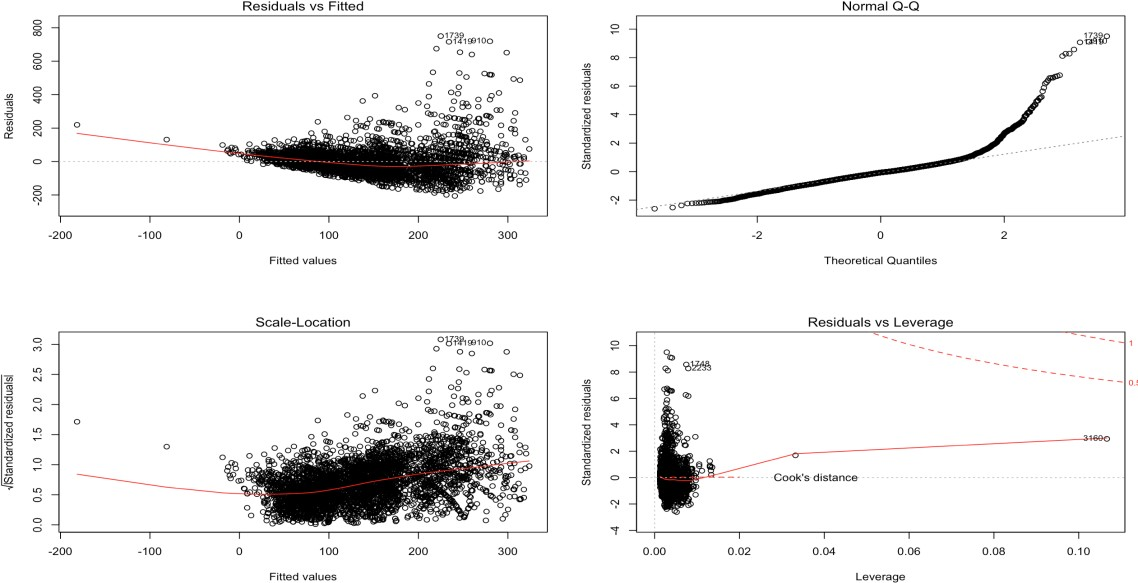 Residuals vs Fitted
Residuals
800
600
400
200
0
-200
1739
1419 910
-200 -100 0 100 200 300
Fitted values
Normal Q-Q
Standardized residuals
10
8
6
4
2
0
-2
1739
-2 0 2
Theoretical Quantiles
Scale-Location
√|Standardized residuals|
3.0
2.5
2.0
1.5
1.0
0.5
0.0
1739
1419 910
-200 -100 0 100 200 300
Fitted values
Residuals vs Leverage
Standardized residuals
10
8
6
4
2
0
-2
-4
1748
2233
3160
1
0.5
Cook's distance
0.00 0.02 0.04 0.06 0.08 0.10
Leverage